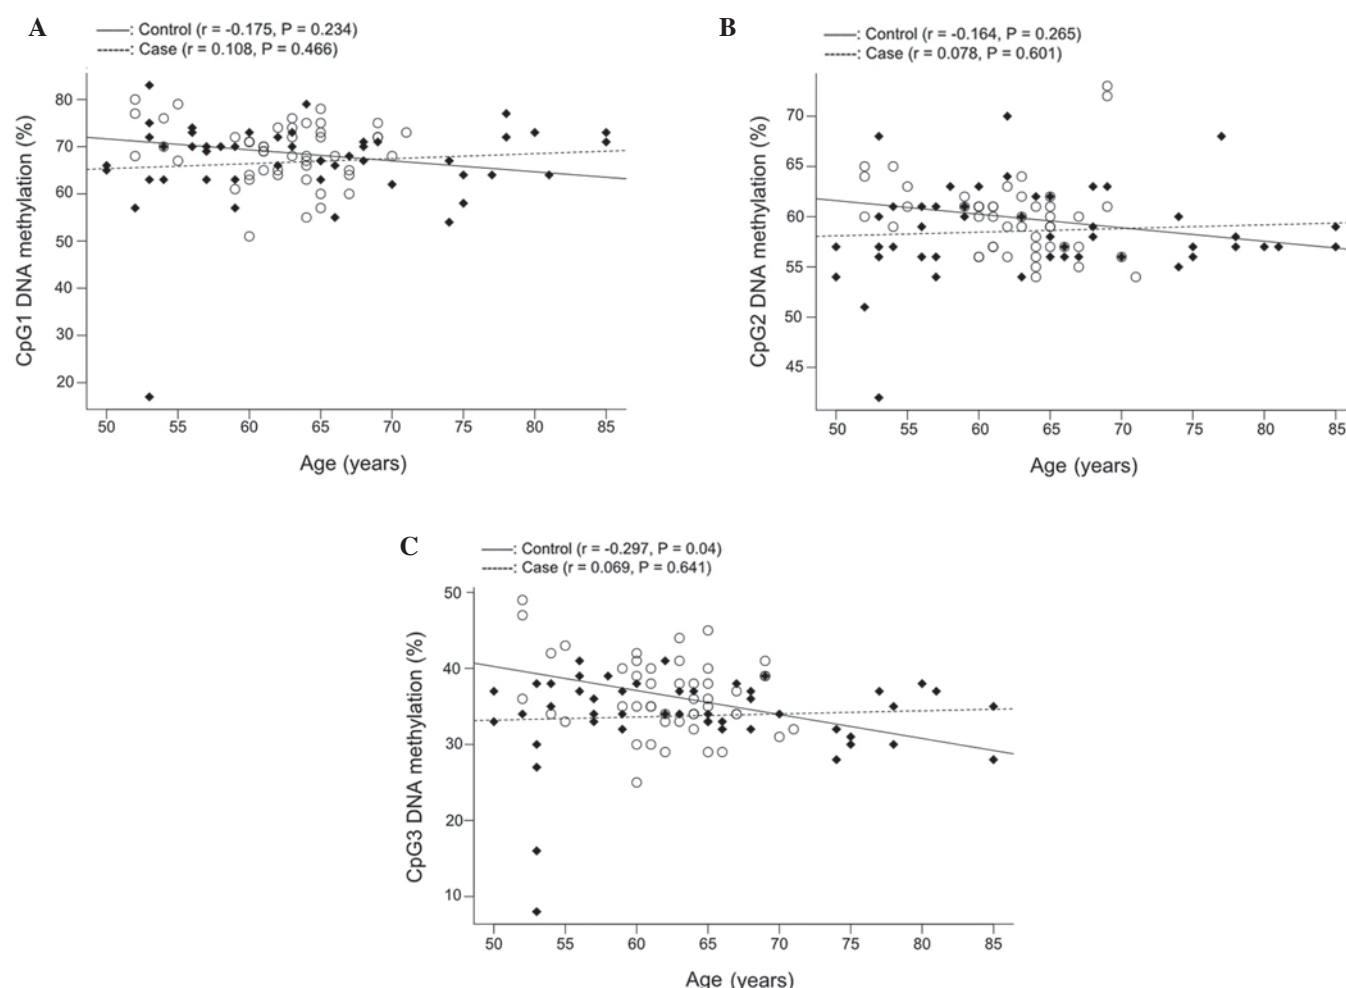 A
—: Control (r = -0.175, P = 0.234)
-----: Case (r = 0.108, P = 0.466)
CpG1 DNA methylation (%)
80
70
60
50
40
30
20
50 55 60 65 70 75 80 85
Age (years)
B
—: Control (r = -0.164, P = 0.265)
-----: Case (r = 0.078, P = 0.601)
CpG2 DNA methylation (%)
70
65
60
55
50
45
50 55 60 65 70 75 80 85
Age (years)
C
—: Control (r = -0.297, P = 0.04)
-----: Case (r = 0.069, P = 0.641)
CpG3 DNA methylation (%)
50
40
30
20
10
50 55 60 65 70 75 80 85
Age (years)